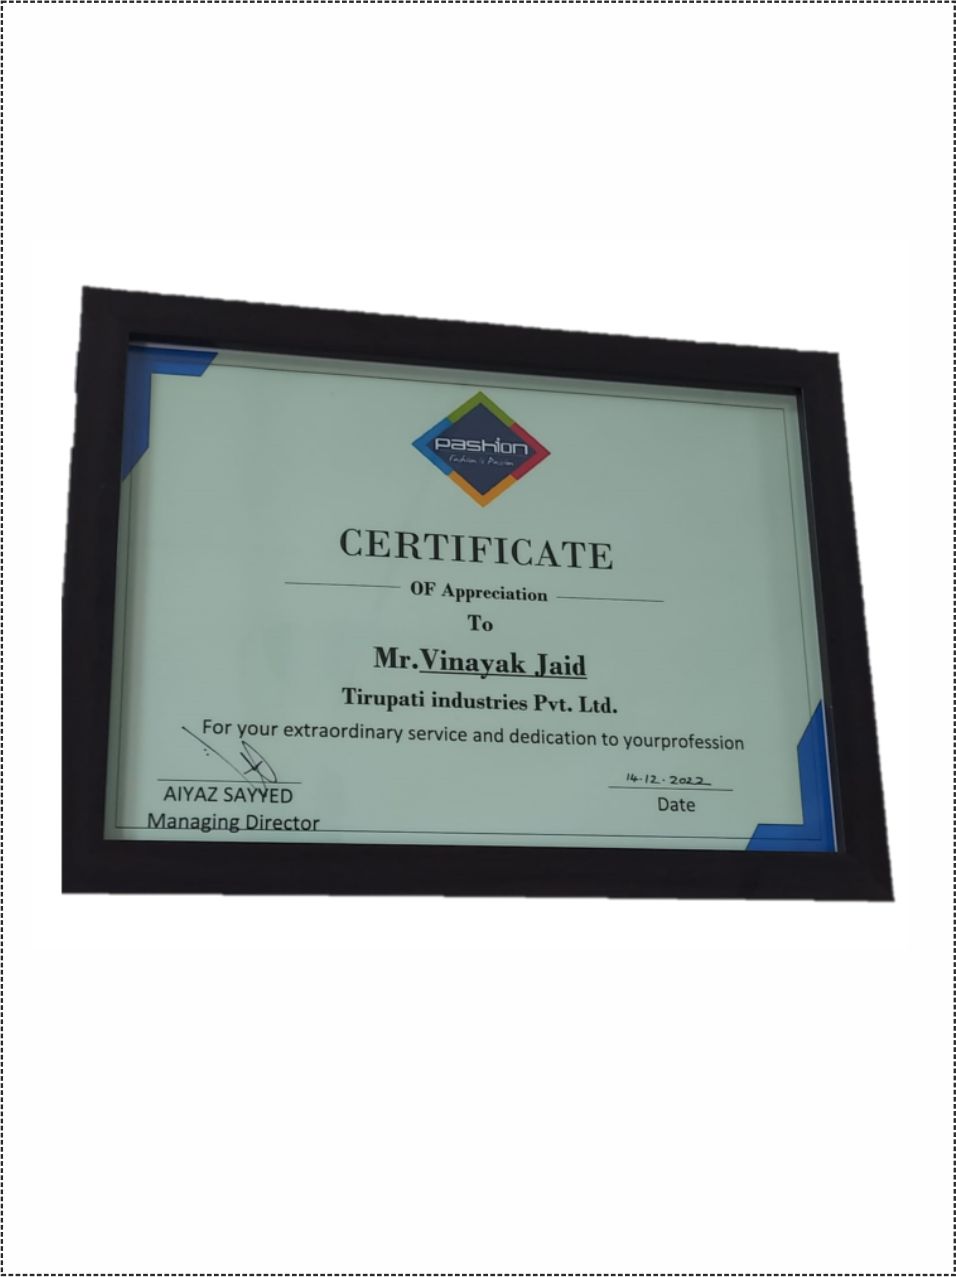 Pashion
Fashion is Passion
CERTIFICATE
OF Appreciation
To
Mr.Vinayak Jaid
Tirupati industries Pvt. Ltd.
For your extraordinary service and dedication to yourprofession
14.12.2022
AIYAZ SAYYED
Date
Managing Director